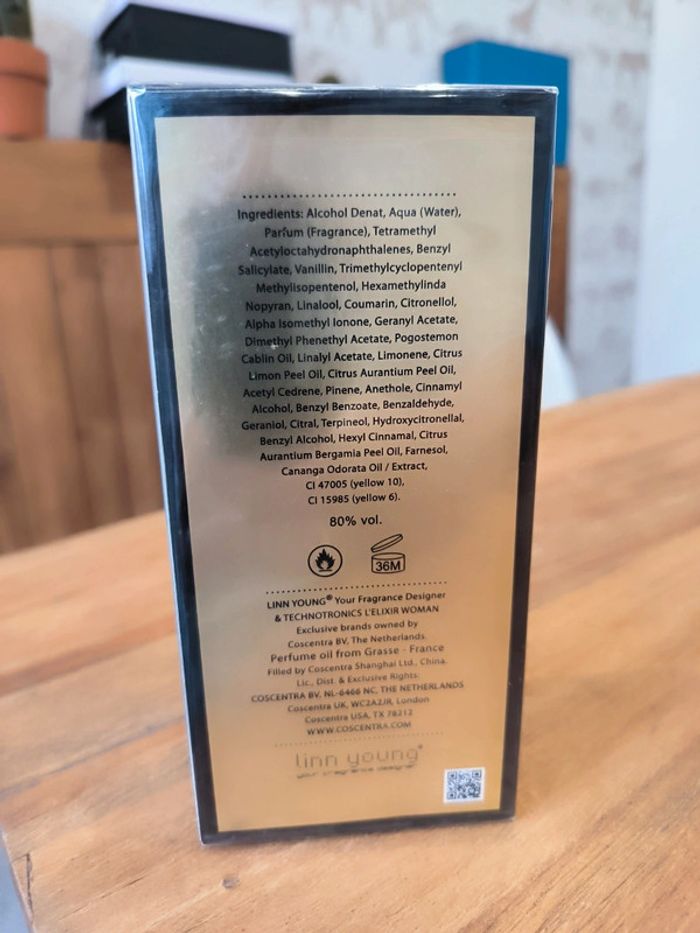 Ingredients: Alcohol Denat, Aqua (Water),
Parfum (Fragrance), Tetramethyl
Acetyloctahydronaphthalenes, Benzyl
Salicylate, Vanillin, Trimethylcyclopentenyl
Methylisopentenol, Hexamethylinda
Nopyran, Linalool, Coumarin, Citronellol,
Alpha Isomethyl Ionone, Geranyl Acetate,
Dimethyl Phenethyl Acetate, Pogostemon
Cablin Oil, Linalyl Acetate, Limonene, Citrus
Limon Peel Oil, Citrus Aurantium Peel Oil,
Acetyl Cedrene, Pinene, Anethole, Cinnamyl
Alcohol, Benzyl Benzoate, Benzaldehyde,
Geraniol, Citral, Terpineol, Hydroxycitronellal,
Benzyl Alcohol, Hexyl Cinnamal, Citrus
Aurantium Bergamia Peel Oil, Farnesol,
Cananga Odorata Oil / Extract,
CI 47005 (yellow 10),
CI 15985 (yellow 6).
80% vol.
36M
LINN YOUNG® Your Fragrance Designer
& TECHNOTRONICS L'ELIXIR WOMAN
Exclusive brands owned by
Coscentra BV. The Netherlands.
Perfume oil from Grasse - France
Filled by Coscentra Shanghai Ltd., China.
Lic., Dist. & Exclusive Rights.
COSCENTRA BV. NL-6466 NC, THE NETHERLANDS
Coscentra UK, WC2A2JR, London
Coscentra USA, TX 78212
WWW.COSCENTRA.COM
linn young®
your fragrance designer